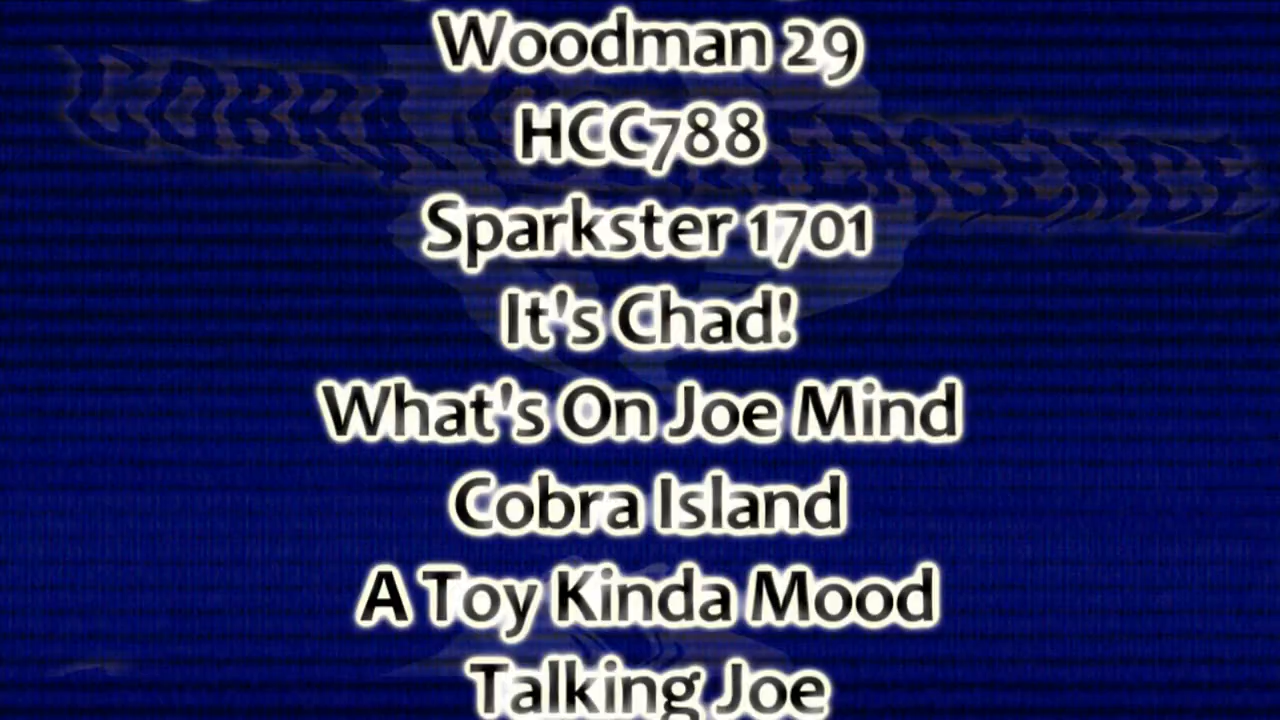 Woodman 29
HCC788
Sparkster 1701
It's Chad!
What's On Joe Mind
Cobra Island
A Toy Kinda Mood
Talking Joe